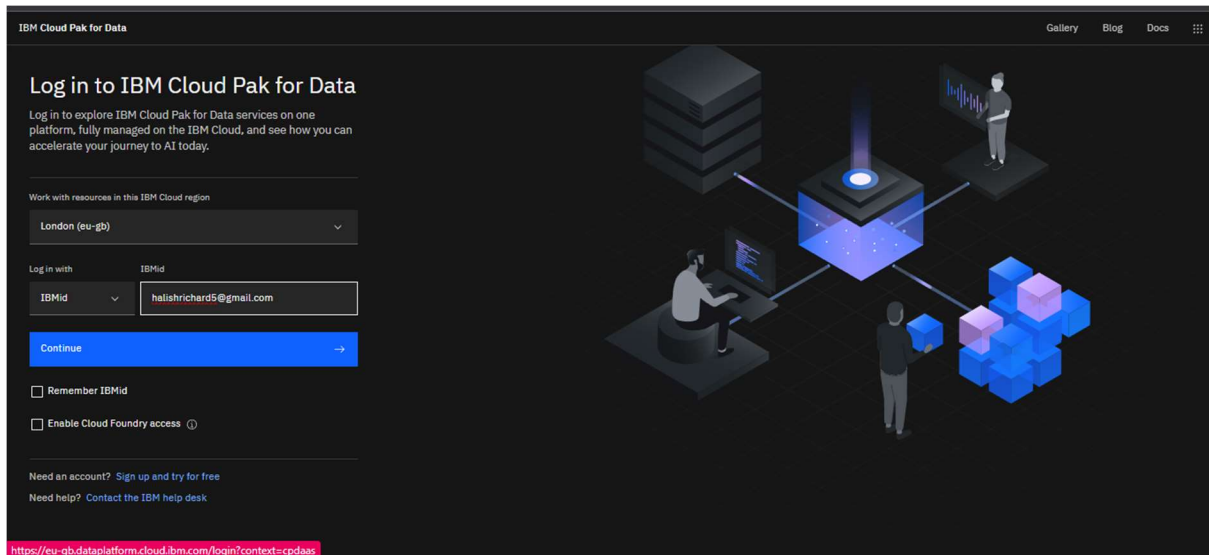 IBM Cloud Pak for Data
Gallery Blog Docs
Log in to IBM Cloud Pak for Data
Log in to explore IBM Cloud Pak for Data services on one
platform, fully managed on the IBM Cloud, and see how you can
accelerate your journey to AI today.
Work with resources in this IBM Cloud region
London (eu-gb)
Log in with IBMid
IBMid halishrichard5@gmail.com
Continue
Remember IBMid
Enable Cloud Foundry access
Need an account? Sign up and try for free
Need help? Contact the IBM help desk
https://eu-gb.dataplatform.cloud.ibm.com/login?context=cpdaas